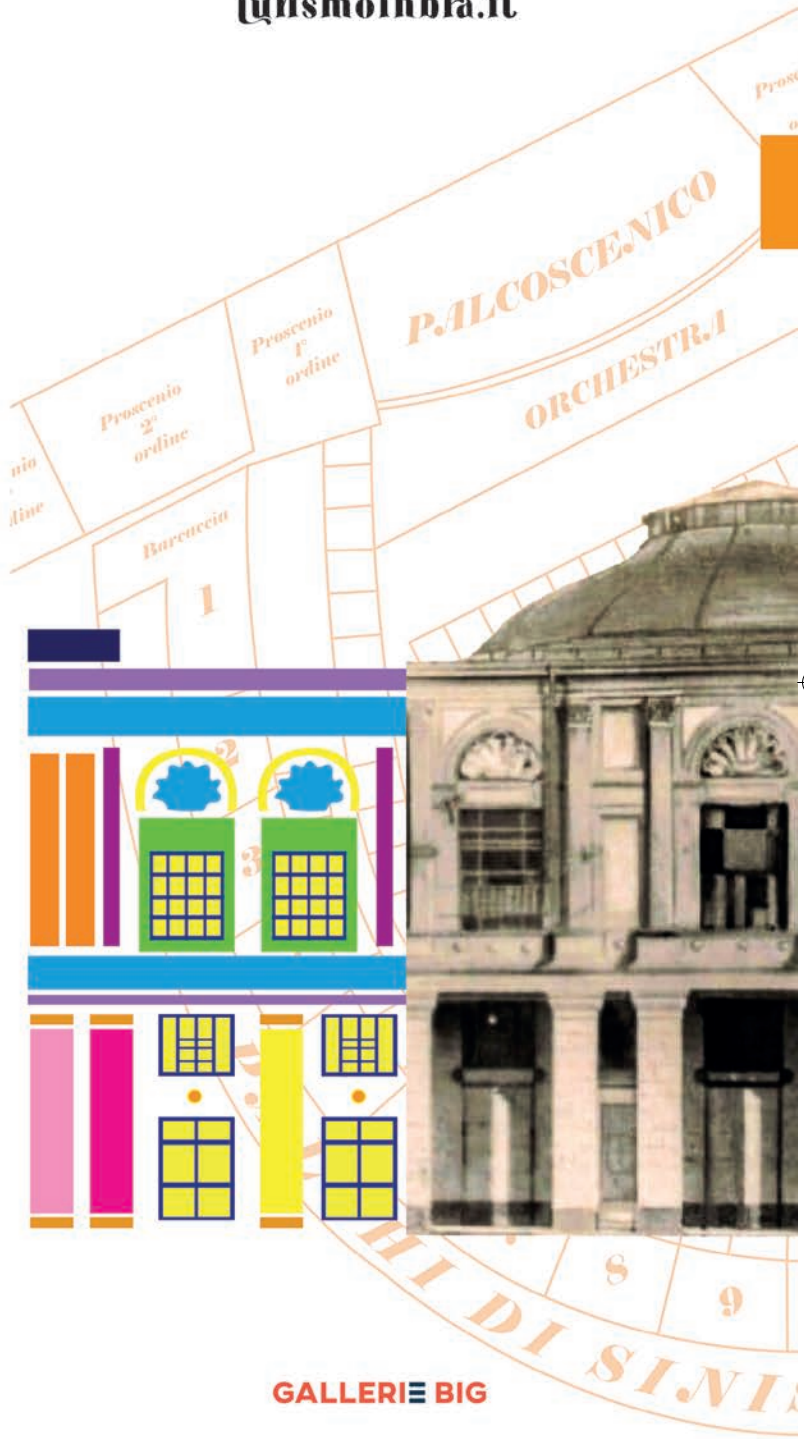 turismoinbra.it
PALCOSCENICO
ORCHESTRA
Proscenio
1°
ordine
Proscenio
2°
ordine
Barcaccia
1
2
3
8
9
HI DI SINIS
GALLERIE BIG